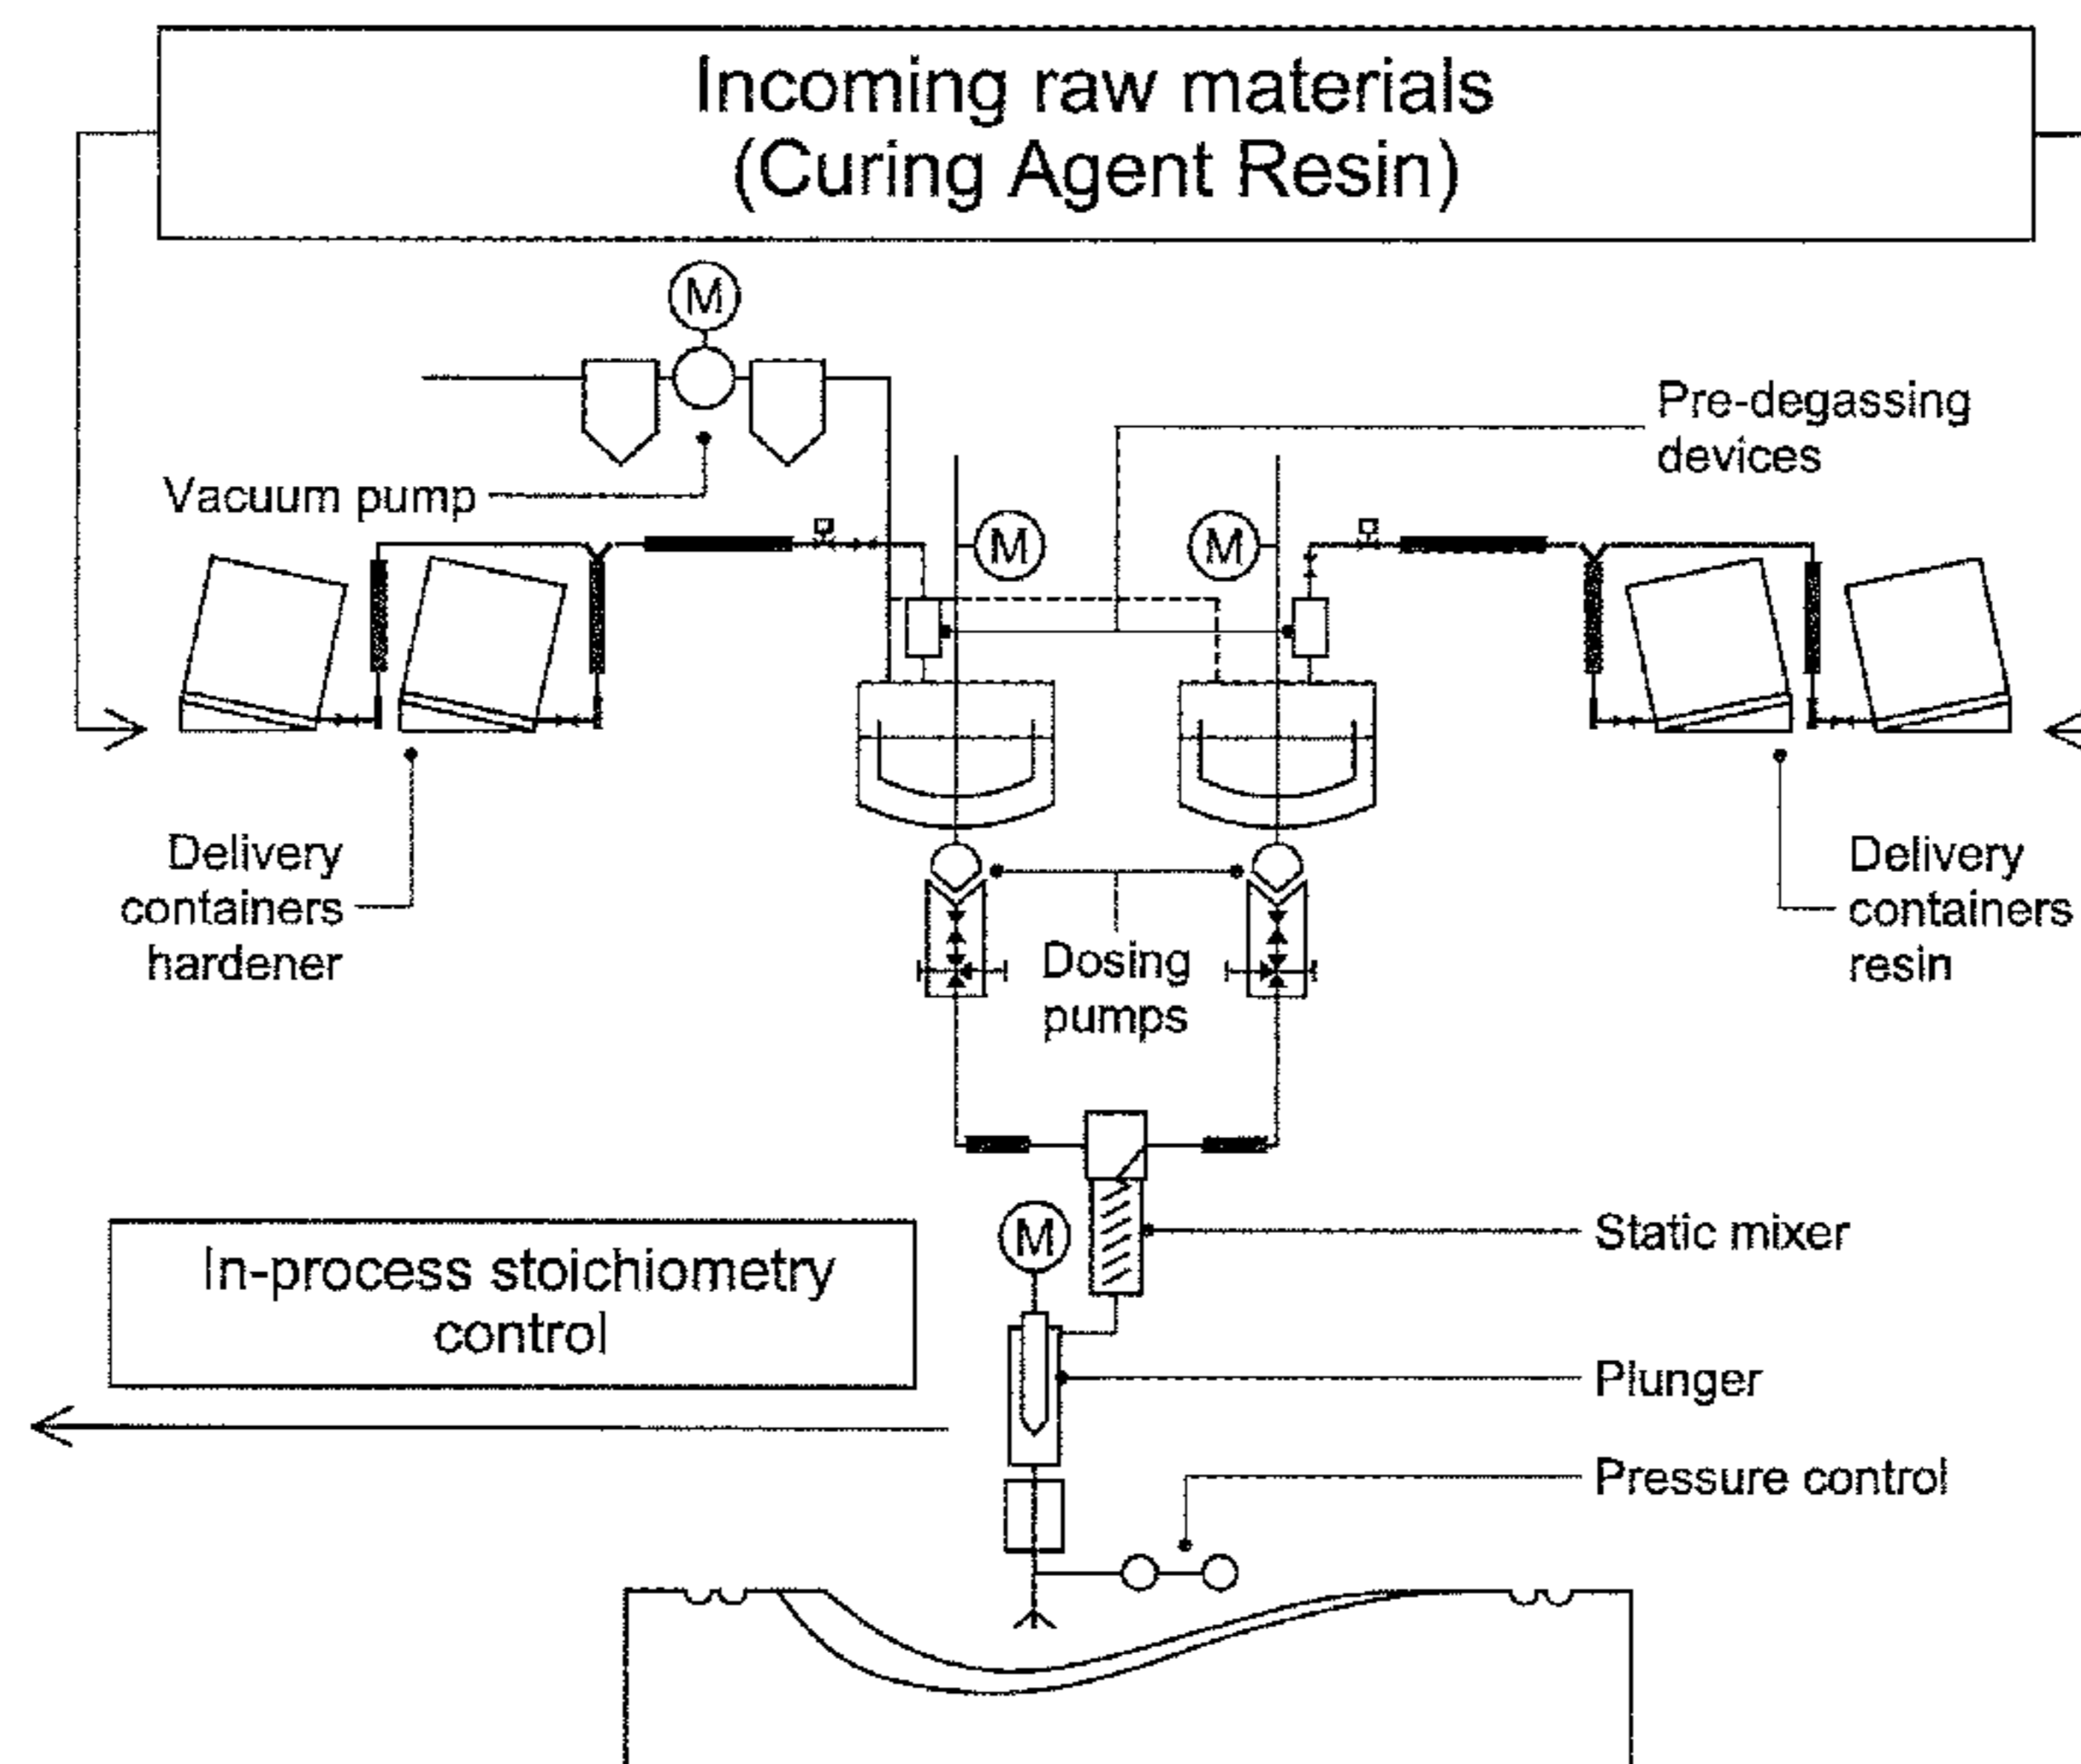 Incoming raw materials
(Curing Agent Resin)
M
Pre-degassing
devices
Vacuum pump
M
M
Delivery
containers
hardener
Dosing
pumps
Delivery
containers
resin
M
Static mixer
In-process stoichiometry
control
Plunger
Pressure control